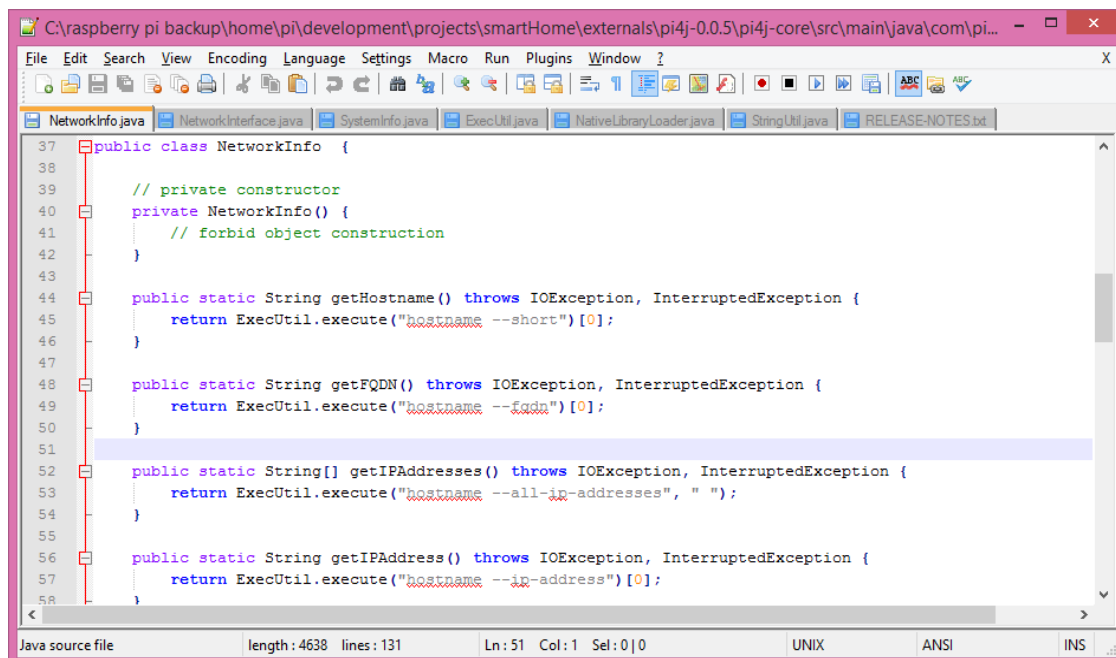 C:\raspberry pi backup\home\pi\development\projects\smartHome\externals\pi4j-0.0.5\pi4j-core\src\main\java\com\pi...
File Edit Search View Encoding Language Settings Macro Run Plugins Window ? X
NetworkInfo.java NetworkInterface.java SystemInfo.java ExecUtil.java NativeLibraryLoader.java StringUtil.java RELEASE-NOTES.txt
37 public class NetworkInfo  {
38
39     // private constructor
40     private NetworkInfo() {
41         // forbid object construction
42     }
43
44     public static String getHostname() throws IOException, InterruptedException {
45         return ExecUtil.execute("hostname --short")[0];
46     }
47
48     public static String getFQDN() throws IOException, InterruptedException {
49         return ExecUtil.execute("hostname --fqdn")[0];
50     }
51
52     public static String[] getIPAddresses() throws IOException, InterruptedException {
53         return ExecUtil.execute("hostname --all-ip-addresses", " ");
54     }
55
56     public static String getIPAddress() throws IOException, InterruptedException {
57         return ExecUtil.execute("hostname --ip-address")[0];
58     }
Java source file length : 4638 lines : 131 Ln : 51 Col : 1 Sel : 0 | 0 UNIX ANSI INS